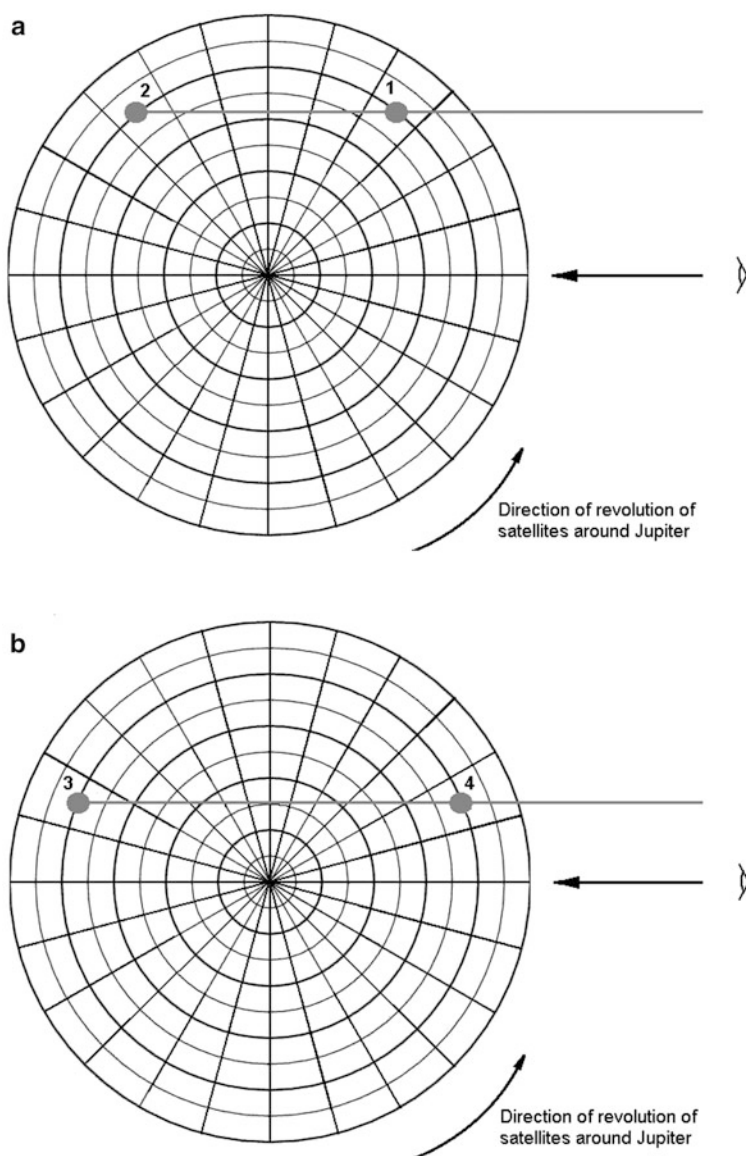 a
2
1
Direction of revolution of
satellites around Jupiter
b
3
4
Direction of revolution of
satellites around Jupiter